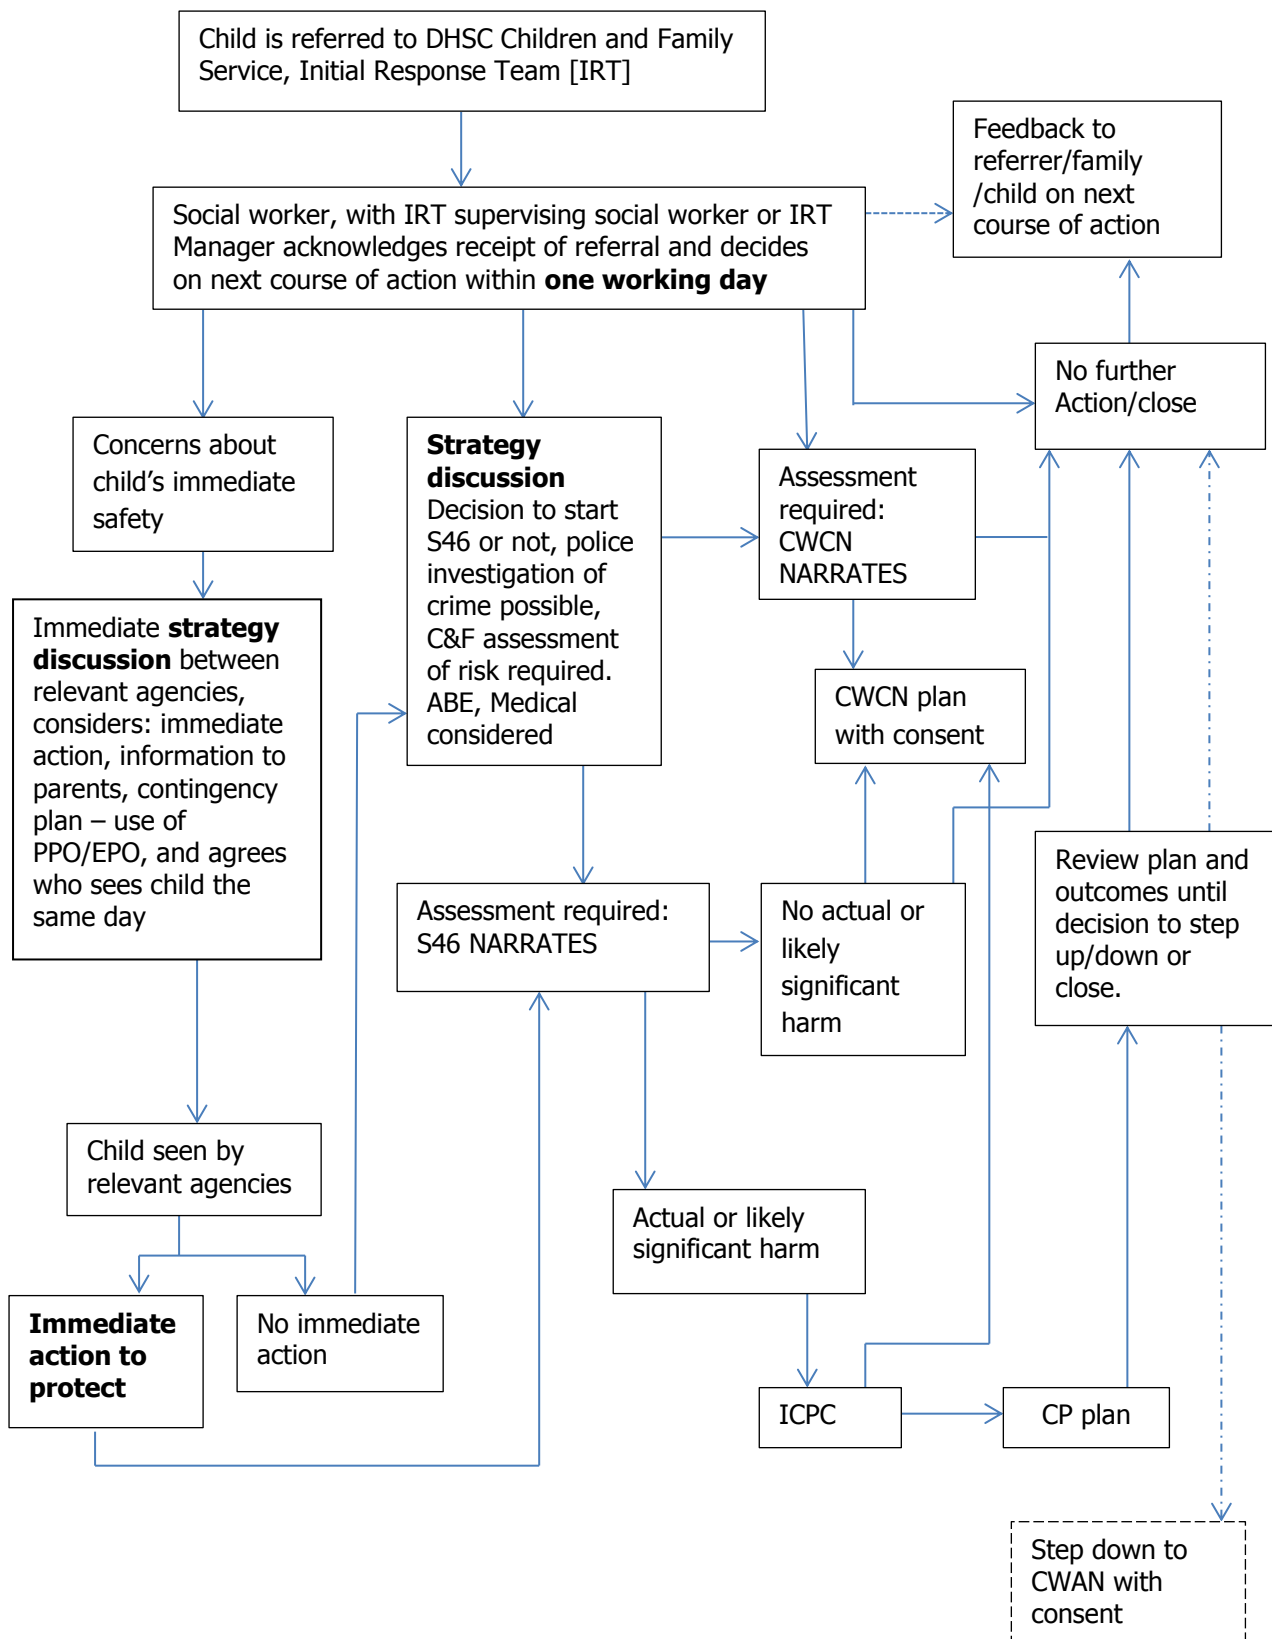 Child is referred to DHSC Children and Family
Service, Initial Response Team [IRT]
Feedback to
referrer/family
/child on next
course of action
Social worker, with IRT supervising social worker or IRT
Manager acknowledges receipt of referral and decides
on next course of action within one working day
No further
Action/close
Concerns about
child’s immediate
safety
Strategy
discussion
Decision to start
S46 or not, police
investigation of
crime possible,
C&F assessment
of risk required.
ABE, Medical
considered
Assessment
required:
CWCN
NARRATES
Immediate strategy
discussion between
relevant agencies,
considers: immediate
action, information to
parents, contingency
plan – use of
PPO/EPO, and agrees
who sees child the
same day
CWCN plan
with consent
Review plan and
outcomes until
decision to step
up/down or
close.
Assessment required:
S46 NARRATES
No actual or
likely
significant
harm
Child seen by
relevant agencies
Actual or likely
significant harm
Immediate
action to
protect
No immediate
action
ICPC
CP plan
Step down to
CWAN with
consent